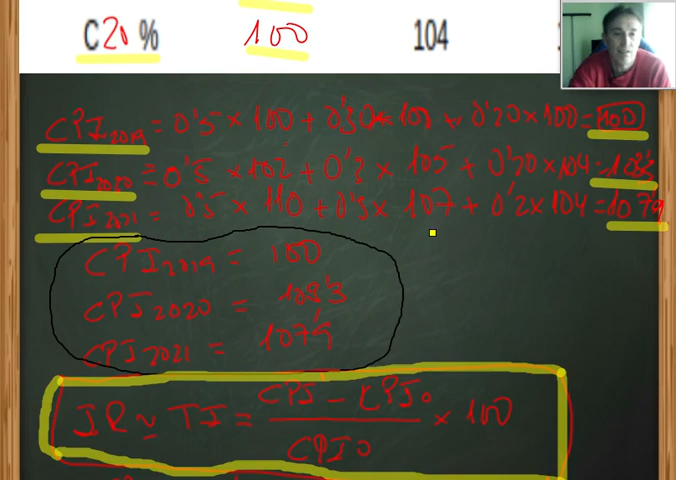 C20% 100 104
CPI2019 = 0'5 × 100 + 0'30 × 100 + 0'20 × 100 = 100
CPI2020 = 0'5 × 102 + 0'3 × 105 + 0'20 × 104 = 103'3
CPI2021 = 0'5 × 110 + 0'3 × 107 + 0'2 × 104 = 107'9
CPI2019 = 100
CPI2020 = 103'3
CPI2021 = 107'9
IR ≃ TI = (CPI - CPI0) / CPI0 × 100